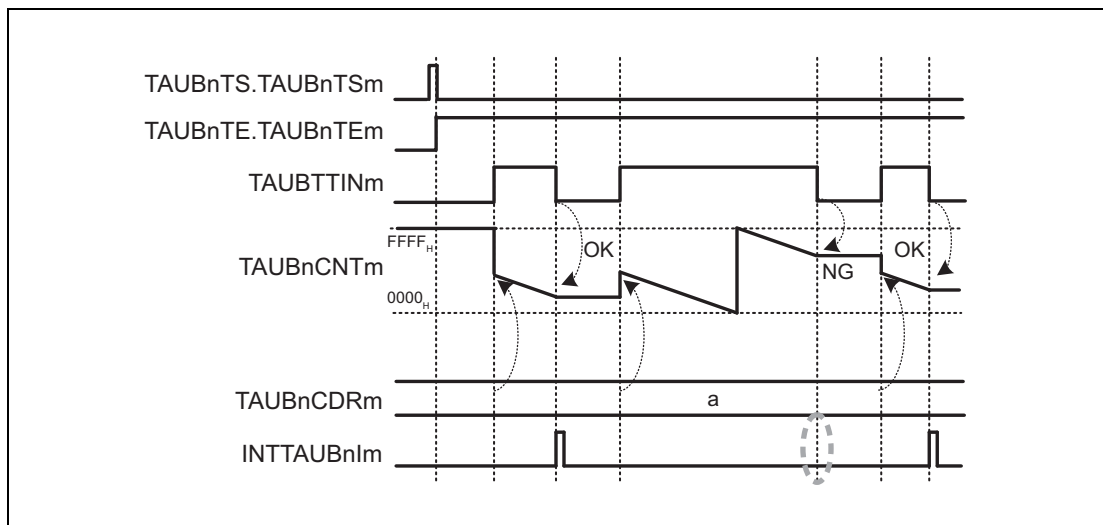 TAUBnTS.TAUBnTSm
TAUBnTE.TAUBnTEm
TAUBTTINm
FFFFH
OK
OK
TAUBnCNTm
NG
0000H
TAUBnCDRm
a
INTTAUBnIm